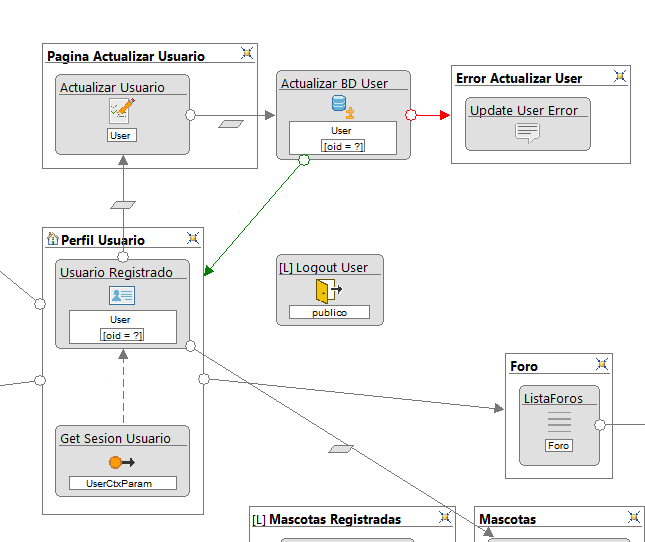 Pagina Actualizar Usuario
Actualizar Usuario
User
Actualizar BD User
User
[oid = ?]
Error Actualizar User
Update User Error
Perfil Usuario
Usuario Registrado
User
[oid = ?]
Get Sesion Usuario
UserCtxParam
[L] Logout User
publico
Foro
ListaForos
Foro
[L] Mascotas Registradas
Mascotas